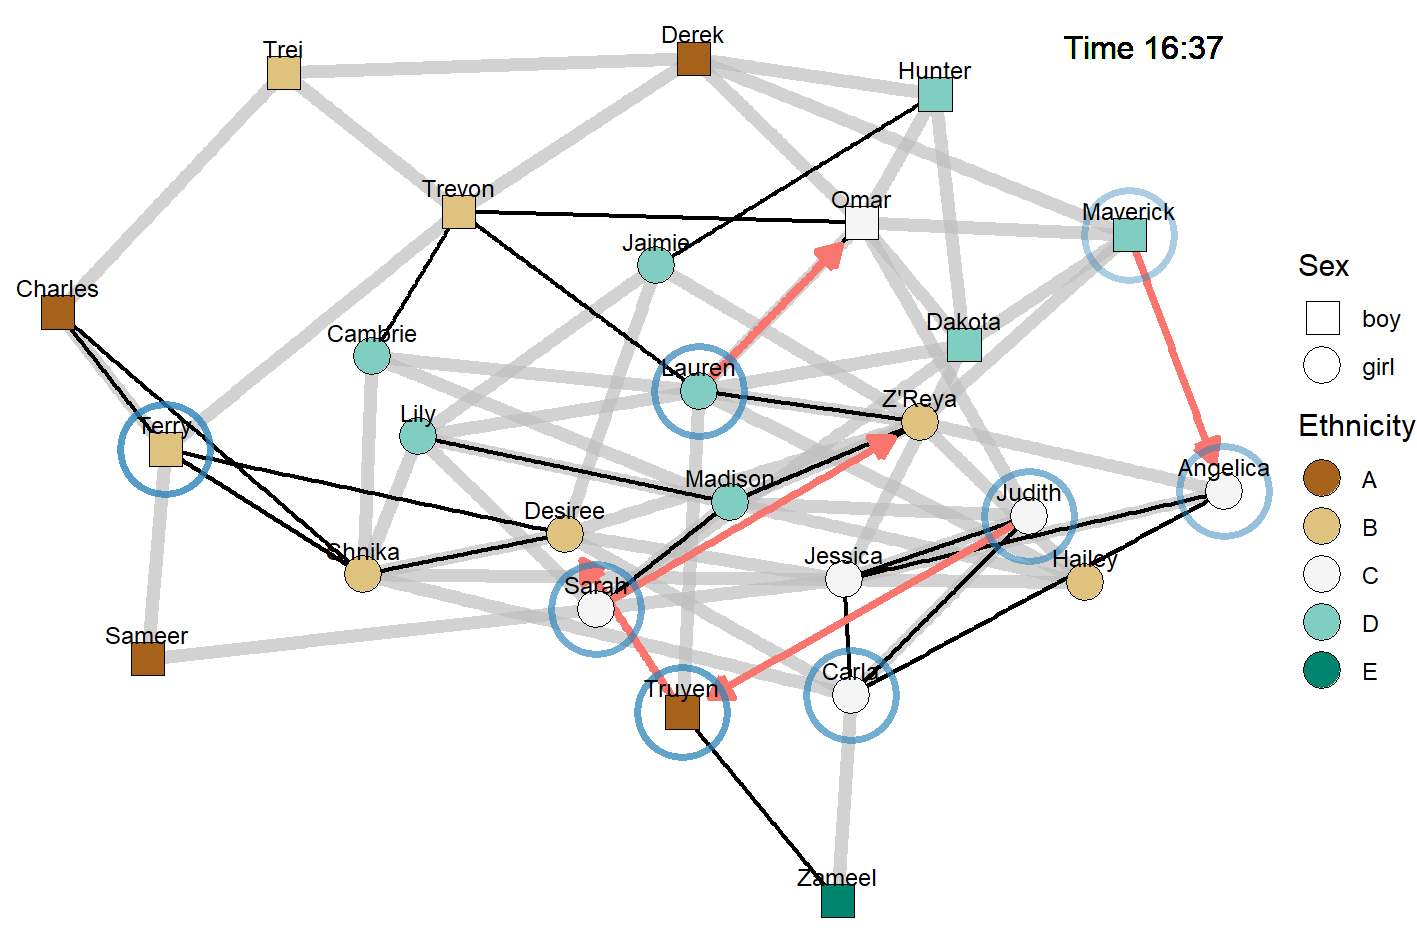 Time 16:37
Derek
Trei
Hunter
Trevon
Omar
Maverick
Jaimie
Charles
Cambrie
Dakota
Lauren
Z'Reya
Lily
Terry
Angelica
Madison
Judith
Desiree
Shnika
Jessica
Hailey
Sarah
Sameer
Carla
Truyen
Zameel
Sex
boy
girl
Ethnicity
A
B
C
D
E